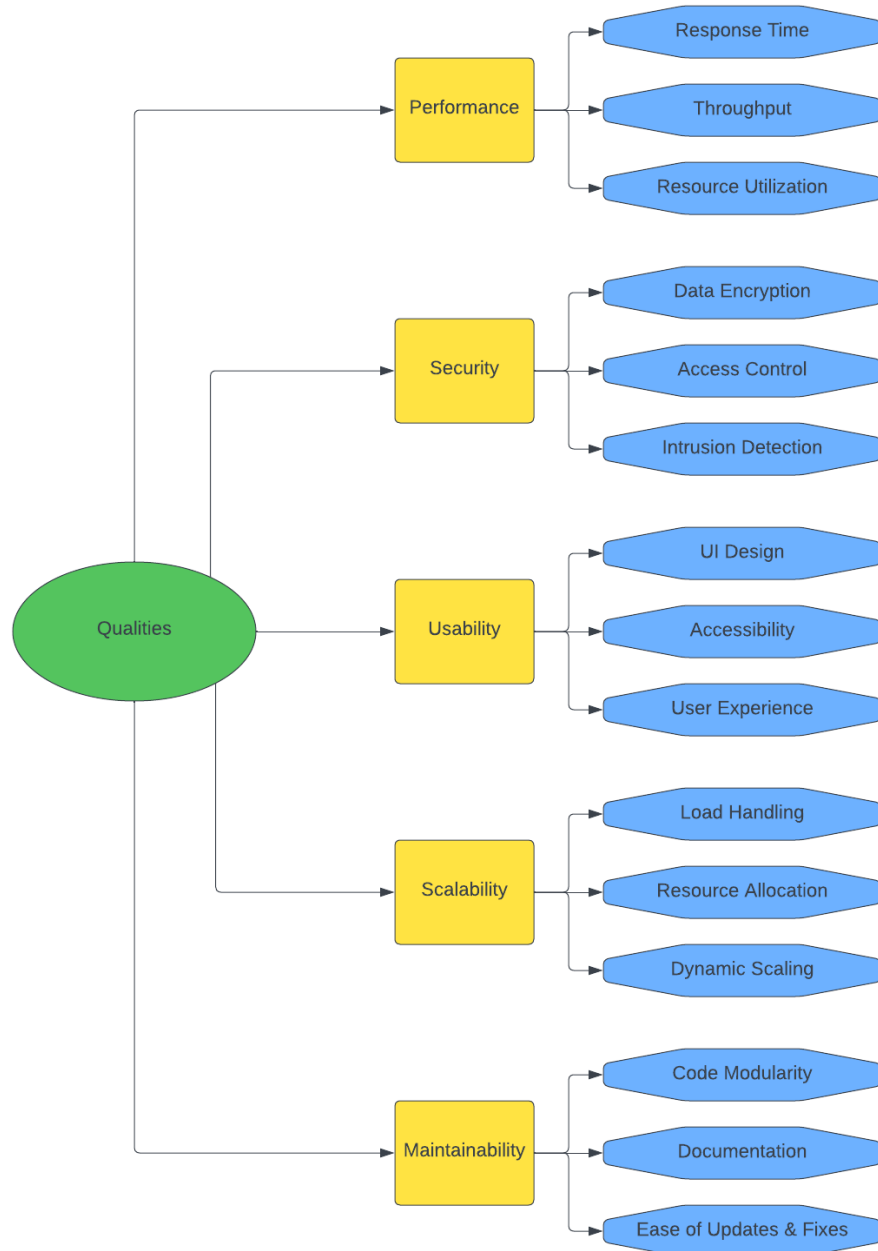 Response Time
Performance
Throughput
Resource Utilization
Data Encryption
Security
Access Control
Intrusion Detection
UI Design
Qualities
Usability
Accessibility
User Experience
Load Handling
Scalability
Resource Allocation
Dynamic Scaling
Code Modularity
Maintainability
Documentation
Ease of Updates & Fixes